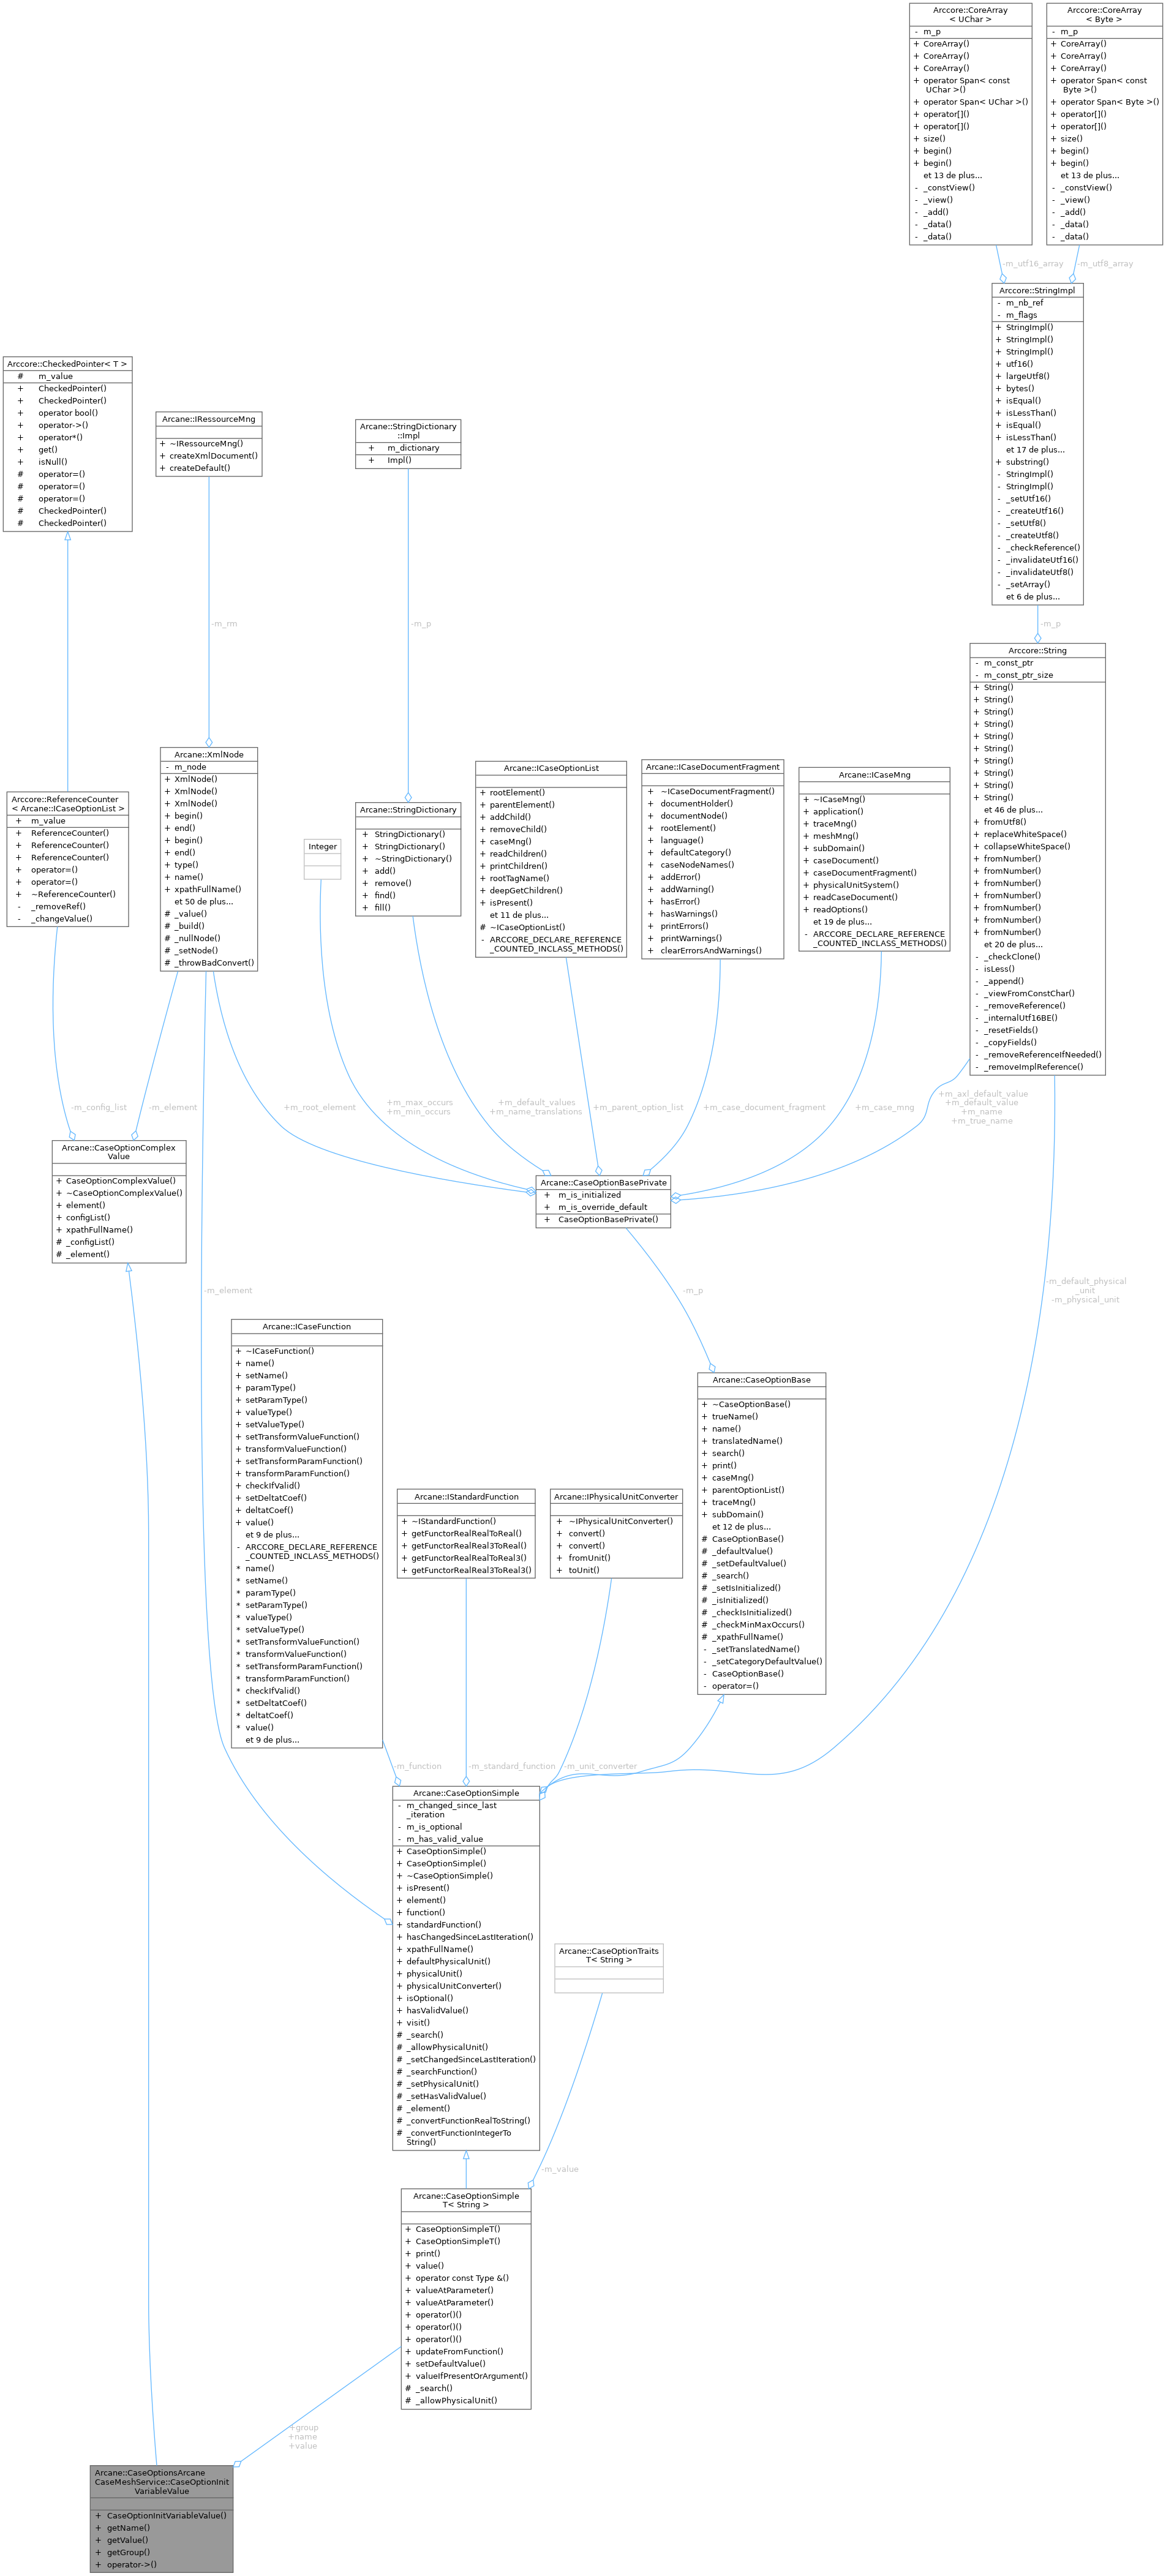 Arccore::CoreArray
< UChar >
- m_p
+ CoreArray()
+ CoreArray()
+ CoreArray()
+ operator Span< const
UChar >()
+ operator Span< UChar >()
+ operator[]()
+ operator[]()
+ size()
+ begin()
+ begin()
et 13 de plus...
- _constView()
- _view()
- _add()
- _data()
- _data()
Arccore::CoreArray
< Byte >
- m_p
+ CoreArray()
+ CoreArray()
+ CoreArray()
+ operator Span< const
Byte >()
+ operator Span< Byte >()
+ operator[]()
+ operator[]()
+ size()
+ begin()
+ begin()
et 13 de plus...
- _constView()
- _view()
- _add()
- _data()
- _data()
-m_utf16_array
-m_utf8_array
Arccore::StringImpl
- m_nb_ref
- m_flags
+ StringImpl()
+ StringImpl()
+ StringImpl()
+ utf16()
+ largeUtf8()
+ bytes()
+ isEqual()
+ isLessThan()
+ isEqual()
+ isLessThan()
et 17 de plus...
+ substring()
- StringImpl()
- StringImpl()
- _setUtf16()
- _createUtf16()
- _setUtf8()
- _createUtf8()
- _checkReference()
- _invalidateUtf16()
- _invalidateUtf8()
- _setArray()
et 6 de plus...
Arccore::CheckedPointer< T >
# m_value
+ CheckedPointer()
+ CheckedPointer()
+ operator bool()
+ operator->()
+ operator*()
+ get()
+ isNull()
# operator=()
# operator=()
# operator=()
# CheckedPointer()
# CheckedPointer()
Arcane::IRessourceMng
+ ~IRessourceMng()
+ createXmlDocument()
+ createDefault()
Arcane::StringDictionary
::Impl
+ m_dictionary
+ Impl()
-m_rm
-m_p
-m_p
Arccore::String
- m_const_ptr
- m_const_ptr_size
+ String()
+ String()
+ String()
+ String()
+ String()
+ String()
+ String()
+ String()
+ String()
+ String()
et 46 de plus...
+ fromUtf8()
+ replaceWhiteSpace()
+ collapseWhiteSpace()
+ fromNumber()
+ fromNumber()
+ fromNumber()
+ fromNumber()
+ fromNumber()
+ fromNumber()
+ fromNumber()
et 20 de plus...
- _checkClone()
- isLess()
- _append()
- _viewFromConstChar()
- _removeReference()
- _internalUtf16BE()
- _resetFields()
- _copyFields()
- _removeReferenceIfNeeded()
- _removeImplReference()
Arccore::ReferenceCounter
< Arcane::ICaseOptionList >
+ m_value
+ ReferenceCounter()
+ ReferenceCounter()
+ ReferenceCounter()
+ operator=()
+ operator=()
+ ~ReferenceCounter()
- _removeRef()
- _changeValue()
Arcane::XmlNode
- m_node
+ XmlNode()
+ XmlNode()
+ XmlNode()
+ begin()
+ end()
+ begin()
+ end()
+ type()
+ name()
+ xpathFullName()
et 50 de plus...
# _value()
# _build()
# _nullNode()
# _setNode()
# _throwBadConvert()
Integer
Arcane::StringDictionary
+ StringDictionary()
+ StringDictionary()
+ ~StringDictionary()
+ add()
+ remove()
+ find()
+ fill()
Arcane::ICaseOptionList
+ rootElement()
+ parentElement()
+ addChild()
+ removeChild()
+ caseMng()
+ readChildren()
+ printChildren()
+ rootTagName()
+ deepGetChildren()
+ isPresent()
et 11 de plus...
# ~ICaseOptionList()
- ARCCORE_DECLARE_REFERENCE
_COUNTED_INCLASS_METHODS()
Arcane::ICaseDocumentFragment
+ ~ICaseDocumentFragment()
+ documentHolder()
+ documentNode()
+ rootElement()
+ language()
+ defaultCategory()
+ caseNodeNames()
+ addError()
+ addWarning()
+ hasError()
+ hasWarnings()
+ printErrors()
+ printWarnings()
+ clearErrorsAndWarnings()
Arcane::ICaseMng
+ ~ICaseMng()
+ application()
+ traceMng()
+ meshMng()
+ subDomain()
+ caseDocument()
+ caseDocumentFragment()
+ physicalUnitSystem()
+ readCaseDocument()
+ readOptions()
et 19 de plus...
- ARCCORE_DECLARE_REFERENCE
_COUNTED_INCLASS_METHODS()
-m_config_list
-m_element
+m_root_element
+m_max_occurs
+m_min_occurs
+m_default_values
+m_name_translations
+m_parent_option_list
+m_case_document_fragment
+m_case_mng
+m_axl_default_value
+m_default_value
+m_name
+m_true_name
Arcane::CaseOptionComplex
Value
+ CaseOptionComplexValue()
+ ~CaseOptionComplexValue()
+ element()
+ configList()
+ xpathFullName()
# _configList()
# _element()
Arcane::CaseOptionBasePrivate
+ m_is_initialized
+ m_is_override_default
+ CaseOptionBasePrivate()
-m_element
-m_p
-m_default_physical
_unit
-m_physical_unit
Arcane::ICaseFunction
+ ~ICaseFunction()
+ name()
+ setName()
+ paramType()
+ setParamType()
+ valueType()
+ setValueType()
+ setTransformValueFunction()
+ transformValueFunction()
+ setTransformParamFunction()
+ transformParamFunction()
+ checkIfValid()
+ setDeltatCoef()
+ deltatCoef()
+ value()
et 9 de plus...
- ARCCORE_DECLARE_REFERENCE
_COUNTED_INCLASS_METHODS()
* name()
* setName()
* paramType()
* setParamType()
* valueType()
* setValueType()
* setTransformValueFunction()
* transformValueFunction()
* setTransformParamFunction()
* transformParamFunction()
* checkIfValid()
* setDeltatCoef()
* deltatCoef()
* value()
et 9 de plus...
Arcane::IStandardFunction
+ ~IStandardFunction()
+ getFunctorRealRealToReal()
+ getFunctorRealReal3ToReal()
+ getFunctorRealRealToReal3()
+ getFunctorRealReal3ToReal3()
Arcane::IPhysicalUnitConverter
+ ~IPhysicalUnitConverter()
+ convert()
+ convert()
+ fromUnit()
+ toUnit()
Arcane::CaseOptionBase
+ ~CaseOptionBase()
+ trueName()
+ name()
+ translatedName()
+ search()
+ print()
+ caseMng()
+ parentOptionList()
+ traceMng()
+ subDomain()
et 12 de plus...
# CaseOptionBase()
# _defaultValue()
# _setDefaultValue()
# _search()
# _setIsInitialized()
# _isInitialized()
# _checkIsInitialized()
# _checkMinMaxOccurs()
# _xpathFullName()
- _setTranslatedName()
- _setCategoryDefaultValue()
- CaseOptionBase()
- operator=()
-m_function
-m_standard_function
-m_unit_converter
Arcane::CaseOptionSimple
- m_changed_since_last
_iteration
- m_is_optional
- m_has_valid_value
+ CaseOptionSimple()
+ CaseOptionSimple()
+ ~CaseOptionSimple()
+ isPresent()
+ element()
+ function()
+ standardFunction()
+ hasChangedSinceLastIteration()
+ xpathFullName()
+ defaultPhysicalUnit()
+ physicalUnit()
+ physicalUnitConverter()
+ isOptional()
+ hasValidValue()
+ visit()
# _search()
# _allowPhysicalUnit()
# _setChangedSinceLastIteration()
# _searchFunction()
# _setPhysicalUnit()
# _setHasValidValue()
# _element()
# _convertFunctionRealToString()
# _convertFunctionIntegerTo
String()
Arcane::CaseOptionTraits
T< String >
-m_value
Arcane::CaseOptionSimple
T< String >
+ CaseOptionSimpleT()
+ CaseOptionSimpleT()
+ print()
+ value()
+ operator const Type &()
+ valueAtParameter()
+ valueAtParameter()
+ operator()()
+ operator()()
+ operator()()
+ updateFromFunction()
+ setDefaultValue()
+ valueIfPresentOrArgument()
# _search()
# _allowPhysicalUnit()
+group
+name
+value
Arcane::CaseOptionsArcane
CaseMeshService::CaseOptionInit
VariableValue
+ CaseOptionInitVariableValue()
+ getName()
+ getValue()
+ getGroup()
+ operator->()